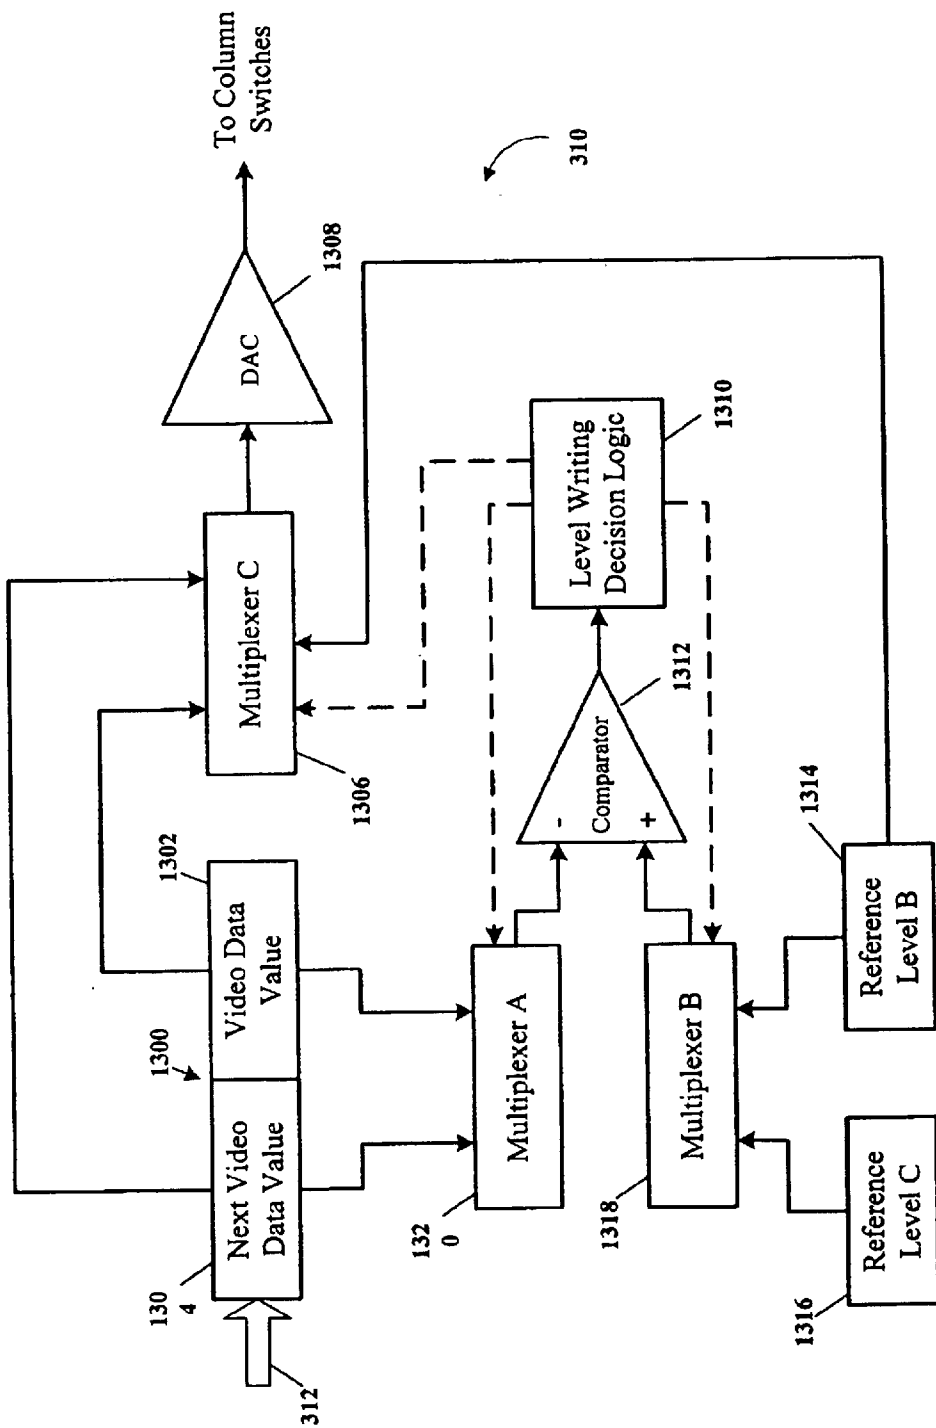 To Column
Switches
310
1308
DAC
Multiplexer C
1306
1310
Level Writing
Decision Logic
1312
Comparator
-
+
1314
Reference
Level B
1302
Video Data
Value
1300
Next Video
Data Value
130
4
312
Multiplexer A
132
0
Multiplexer B
1318
Reference
Level C
1316